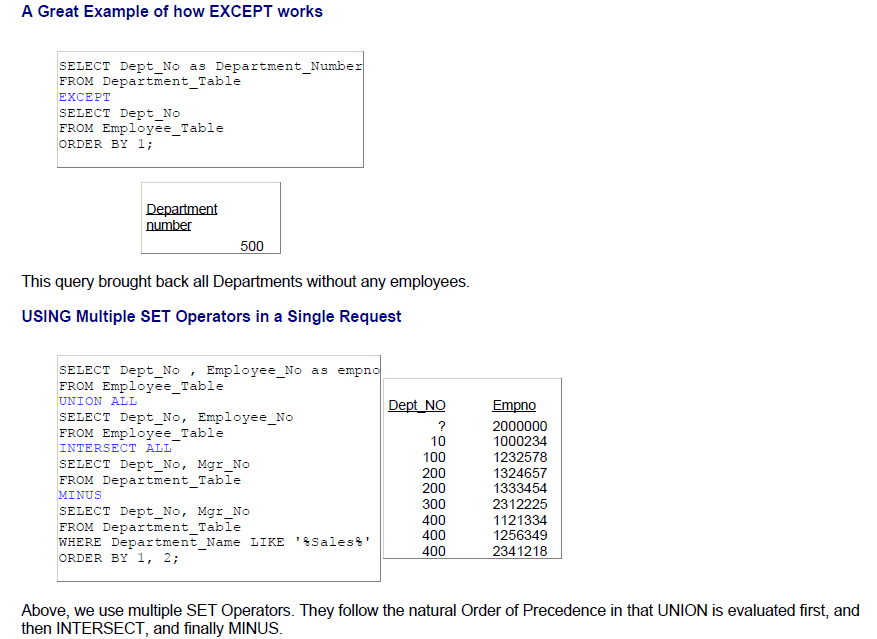 A Great Example of how EXCEPT works
SELECT Dept_No as Department_Number
FROM Department_Table
EXCEPT
SELECT Dept_No
FROM Employee_Table
ORDER BY 1;
Department
number
500
This query brought back all Departments without any employees.
USING Multiple SET Operators in a Single Request
SELECT Dept_No , Employee_No as empno
FROM Employee_Table
UNION ALL
SELECT Dept_No, Employee_No
FROM Employee_Table
INTERSECT ALL
SELECT Dept_No, Mgr_No
FROM Department_Table
MINUS
SELECT Dept_No, Mgr_No
FROM Department_Table
WHERE Department_Name LIKE '%Sales%'
ORDER BY 1, 2;
Dept_NO Empno
? 2000000
10 1000234
100 1232578
200 1324657
200 1333454
300 2312225
400 1121334
400 1256349
400 2341218
Above, we use multiple SET Operators. They follow the natural Order of Precedence in that UNION is evaluated first, and
then INTERSECT, and finally MINUS.